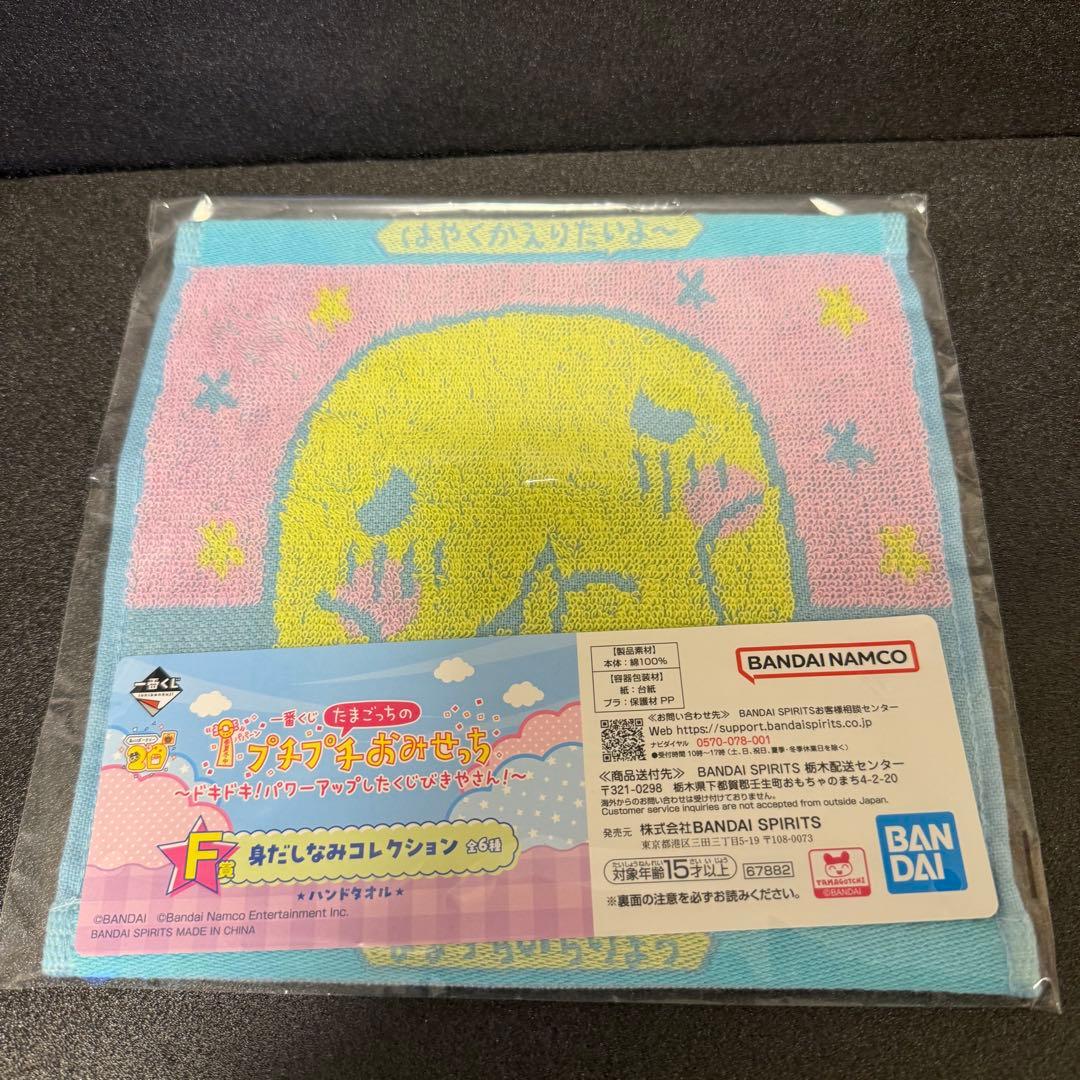 はやくかえりたいよ〜
一番くじ
一番くじ
たまごっちの
プチプチおみせっち
〜ドキドキ!パワーアップしたくじびきやさん!〜
F賞
身だしなみコレクション 全6種
★ハンドタオル★
©BANDAI ©Bandai Namco Entertainment Inc.
BANDAI SPIRITS MADE IN CHINA
【製品素材】
本体:綿100%
【容器包装材】
紙:台紙
プラ:保護材 PP
BANDAI NAMCO
≪お問い合わせ先≫ BANDAI SPIRITSお客様相談センター
Web https://support.bandaispirits.co.jp
ナビダイヤル 0570-078-001
●受付時間 10時〜17時(土、日、祝日、夏季・冬季休業日を除く)
≪商品送付先≫ BANDAI SPIRITS 栃木配送センター
〒321-0298 栃木県下都賀郡壬生町おもちゃのまち4-2-20
海外からのお問い合わせは受け付けておりません。
Customer service inquiries are not accepted from outside Japan.
発売元 株式会社BANDAI SPIRITS
東京都港区三田三丁目5-19 〒108-0073
たいしょうねんれい さい いじょう
対象年齢15才以上
67882
TAMAGOTCHI
©BANDAI
BANDAI
※裏面の注意を必ずお読みください。